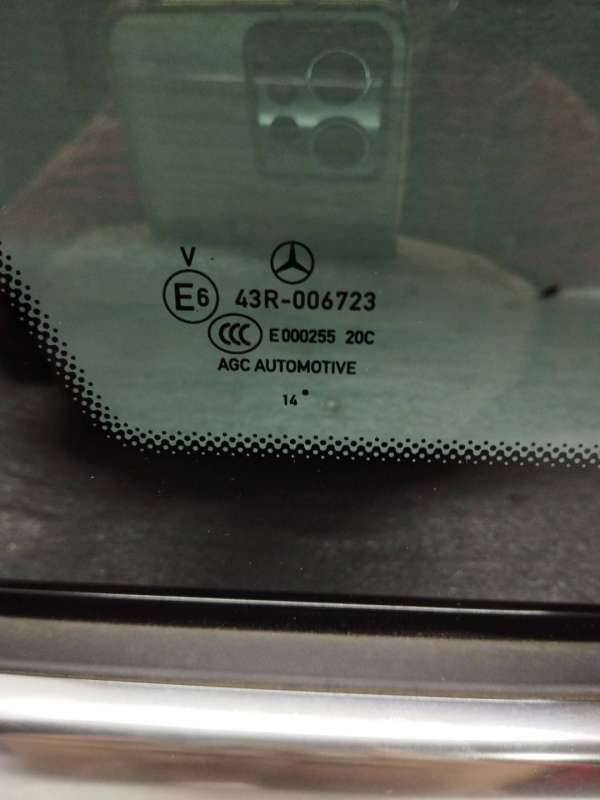 V
E6 43R-006723
CCC E000255 20C
AGC AUTOMOTIVE
14